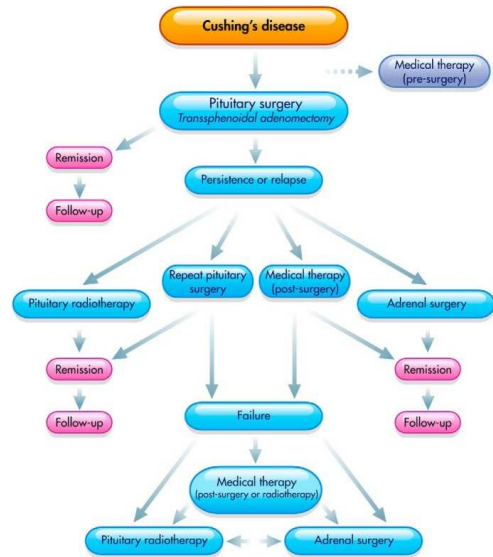 Cushing's disease
Medical therapy
(pre-surgery)
Pituitary surgery
Transsphenoidal adenomectomy
Remission
Persistence or relapse
Follow-up
Pituitary radiotherapy
Repeat pituitary
surgery
Medical therapy
(post-surgery)
Adrenal surgery
Remission
Remission
Follow-up
Follow-up
Failure
Medical therapy
(post-surgery or radiotherapy)
Pituitary radiotherapy
Adrenal surgery